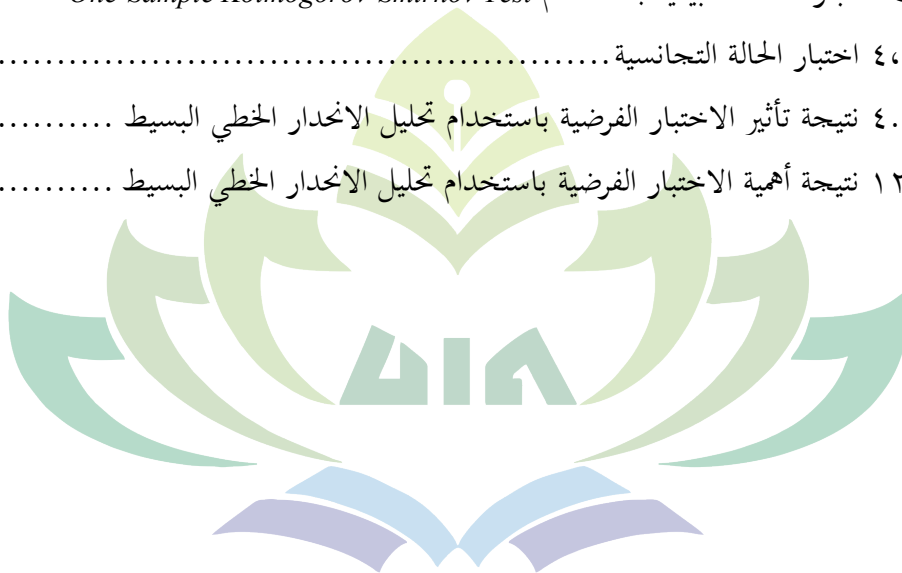 One Sample Kolmogorov Smirnov Test
٤، اختبار الحالة التجانسية..................................................
.٤ نتيجة تأثير الاختبار الفرضية باستخدام تحليل الانحدار الخطي البسيط ..........
١٢ نتيجة أهمية الاختبار الفرضية باستخدام تحليل الانحدار الخطي البسيط ..........
UIN